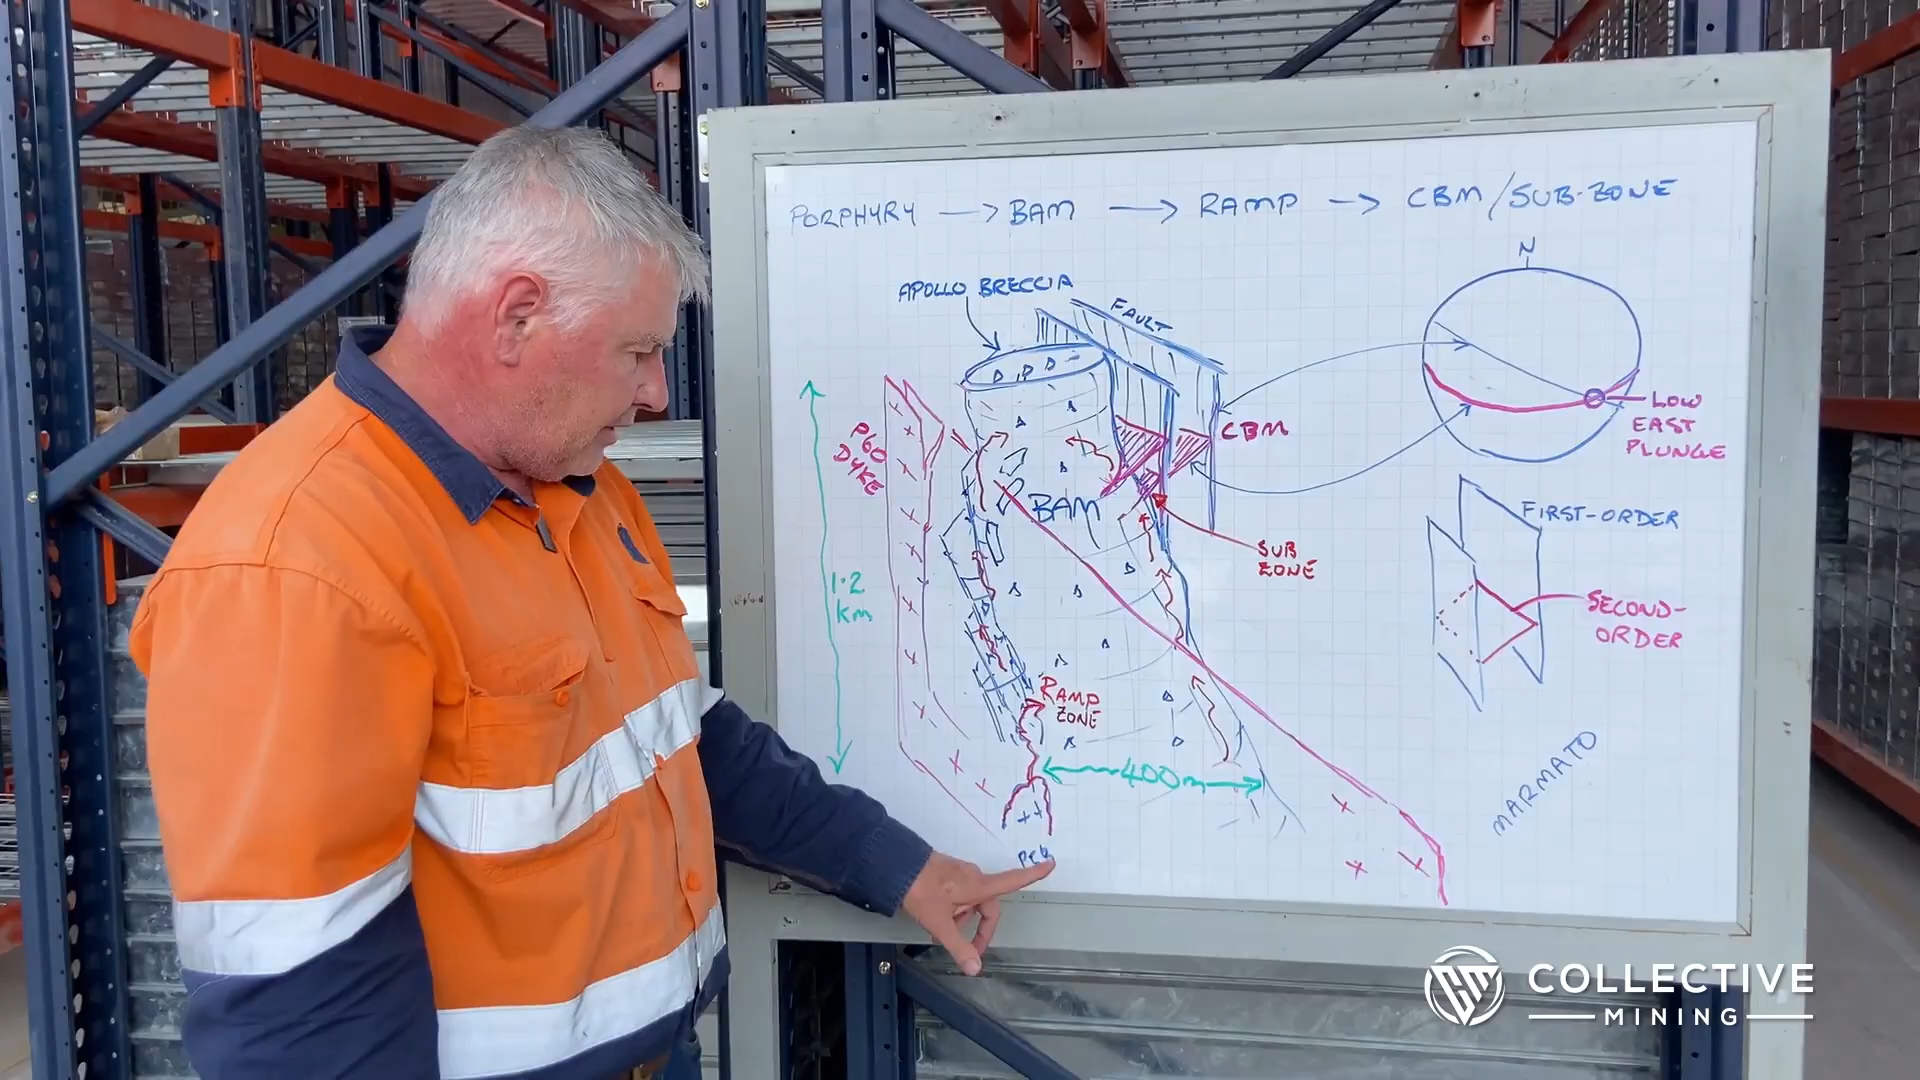 PORPHYRY → BAM → RAMP → CBM/SUB-ZONE
N
APOLLO BRECCIA
FAULT
CBM
LOW
EAST
PLUNGE
P60
DYKE
BAM
FIRST-ORDER
SUB
ZONE
1.2
km
SECOND-
ORDER
RAMP
ZONE
400m
MARMATO
COLLECTIVE
MINING